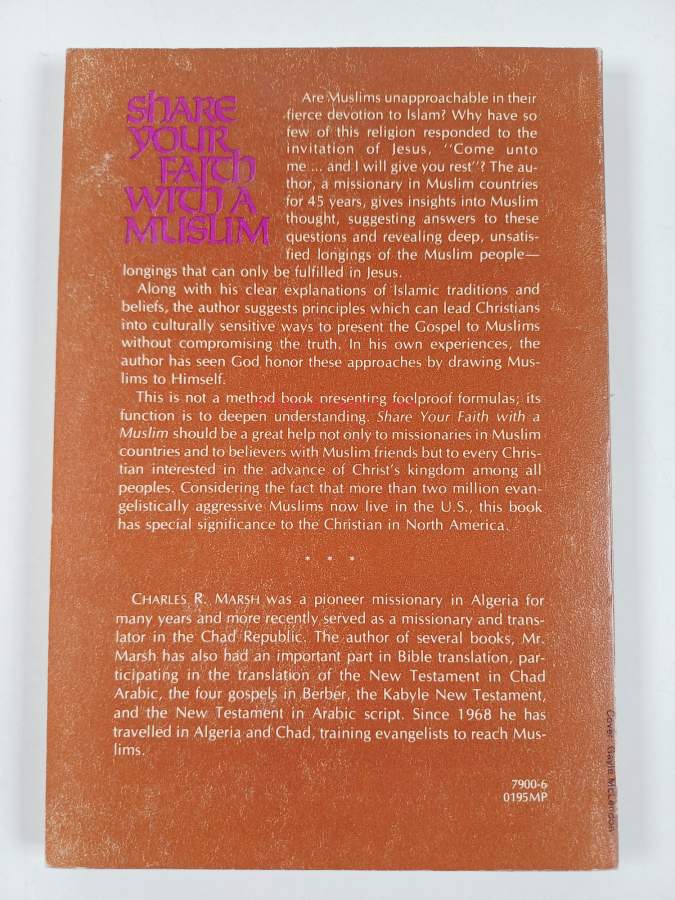 Share
Your
Faith
With A
Muslim
Are Muslims unapproachable in their
fierce devotion to Islam? Why have so
few of this religion responded to the
invitation of Jesus, "Come unto
me ... and I will give you rest"? The au-
thor, a missionary in Muslim countries
for 45 years, gives insights into Muslim
thought, suggesting answers to these
questions and revealing deep, unsatis-
fied longings of the Muslim people—
longings that can only be fulfilled in Jesus.
Along with his clear explanations of Islamic traditions and
beliefs, the author suggests principles which can lead Christians
into culturally sensitive ways to present the Gospel to Muslims
without compromising the truth. In his own experiences, the
author has seen God honor these approaches by drawing Mus-
lims to Himself.
This is not a method book presenting foolproof formulas; its
function is to deepen understanding. Share Your Faith with a
Muslim should be a great help not only to missionaries in Muslim
countries and to believers with Muslim friends but to every Chris-
tian interested in the advance of Christ's kingdom among all
peoples. Considering the fact that more than two million evan-
gelistically aggressive Muslims now live in the U.S., this book
has special significance to the Christian in North America.
* * *
CHARLES R. MARSH was a pioneer missionary in Algeria for
many years and more recently served as a missionary and trans-
lator in the Chad Republic. The author of several books, Mr.
Marsh has also had an important part in Bible translation, par-
ticipating in the translation of the New Testament in Chad
Arabic, the four gospels in Berber, the Kabyle New Testament,
and the New Testament in Arabic script. Since 1968 he has
travelled in Algeria and Chad, training evangelists to reach Mus-
lims.
7900-6
0195MP
Cover Gayle McLendon